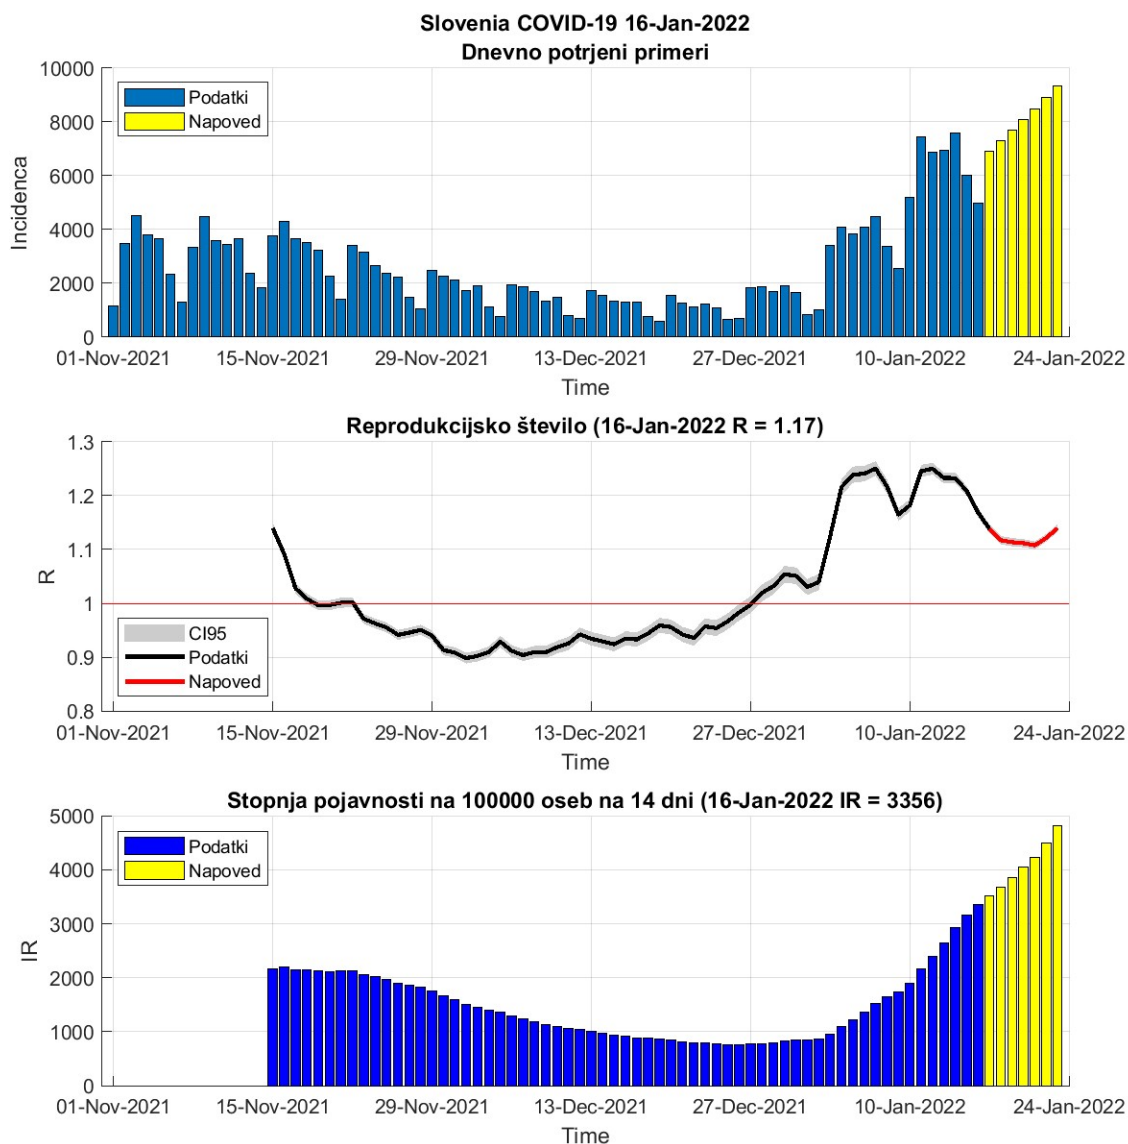 Slovenia COVID-19 16-Jan-2022
Dnevno potrjeni primeri
10000
8000
6000
4000
2000
0
Incidenca
Podatki
Napoved
01-Nov-2021 15-Nov-2021 29-Nov-2021 13-Dec-2021 27-Dec-2021 10-Jan-2022 24-Jan-2022
Time
Reprodukcijsko število (16-Jan-2022 R = 1.17)
1.3
1.2
1.1
1
0.9
0.8
R
CI95
Podatki
Napoved
01-Nov-2021 15-Nov-2021 29-Nov-2021 13-Dec-2021 27-Dec-2021 10-Jan-2022 24-Jan-2022
Time
Stopnja pojavnosti na 100000 oseb na 14 dni (16-Jan-2022 IR = 3356)
5000
4000
3000
2000
1000
0
IR
Podatki
Napoved
01-Nov-2021 15-Nov-2021 29-Nov-2021 13-Dec-2021 27-Dec-2021 10-Jan-2022 24-Jan-2022
Time